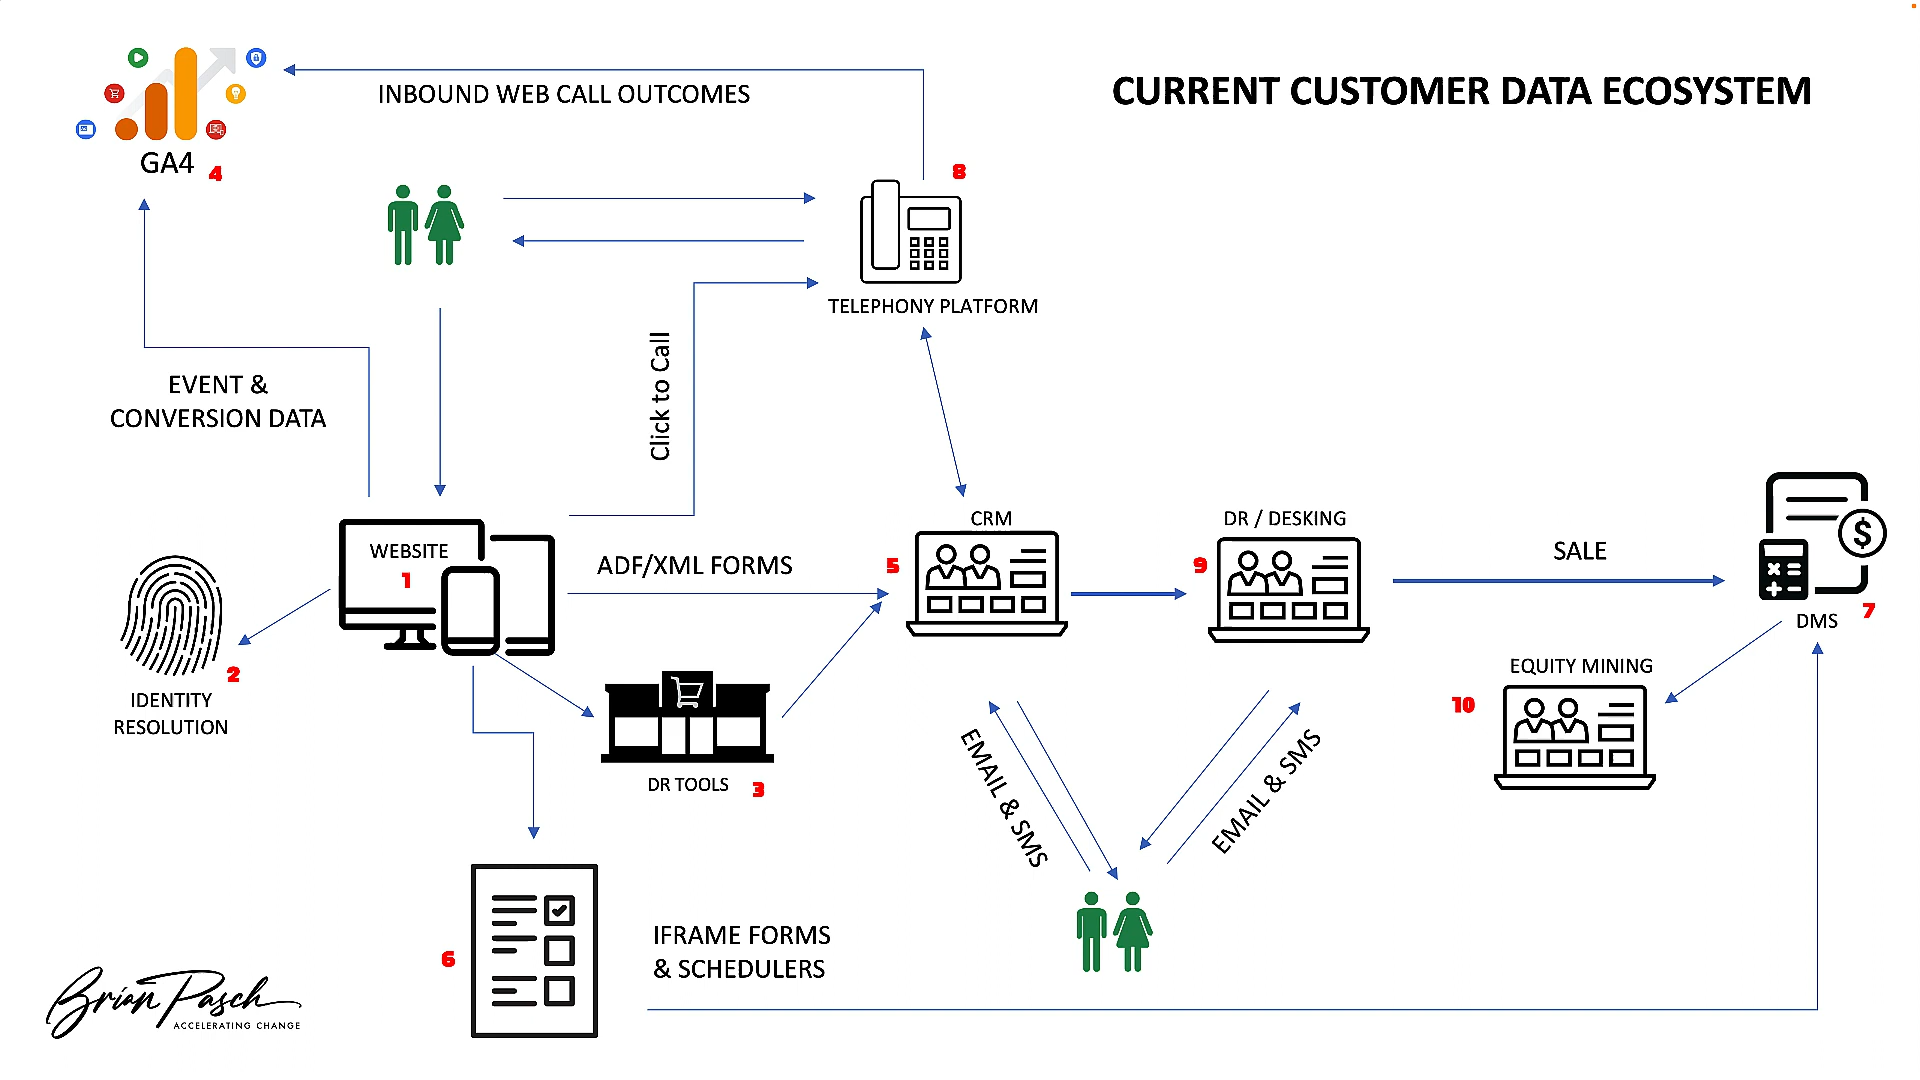 CURRENT CUSTOMER DATA ECOSYSTEM
INBOUND WEB CALL OUTCOMES
GA4
4
8
TELEPHONY PLATFORM
EVENT &
CONVERSION DATA
Click to Call
WEBSITE
1
ADF/XML FORMS
CRM
5
DR / DESKING
9
SALE
$
DMS
7
2
IDENTITY
RESOLUTION
DR TOOLS
3
EQUITY MINING
10
EMAIL & SMS
EMAIL & SMS
6
IFRAME FORMS
& SCHEDULERS
Brian Pasch
ACCELERATING CHANGE